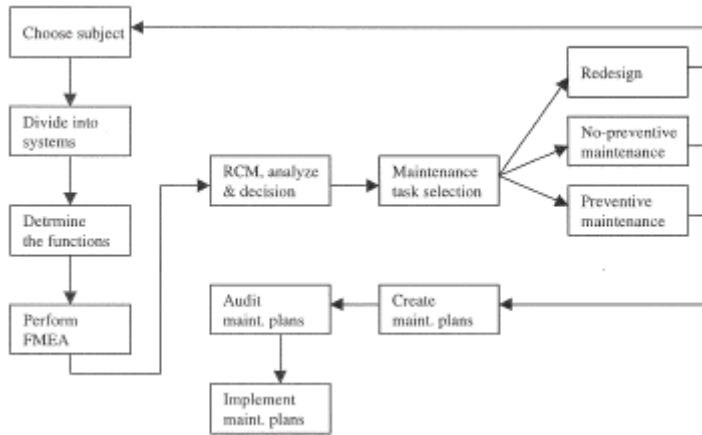 Choose subject
Divide into
systems
Detrmine
the functions
Perform
FMEA
RCM, analyze
& decision
Maintenance
task selection
Redesign
No-preventive
maintenance
Preventive
maintenance
Create
maint. plans
Audit
maint. plans
Implement
maint. plans